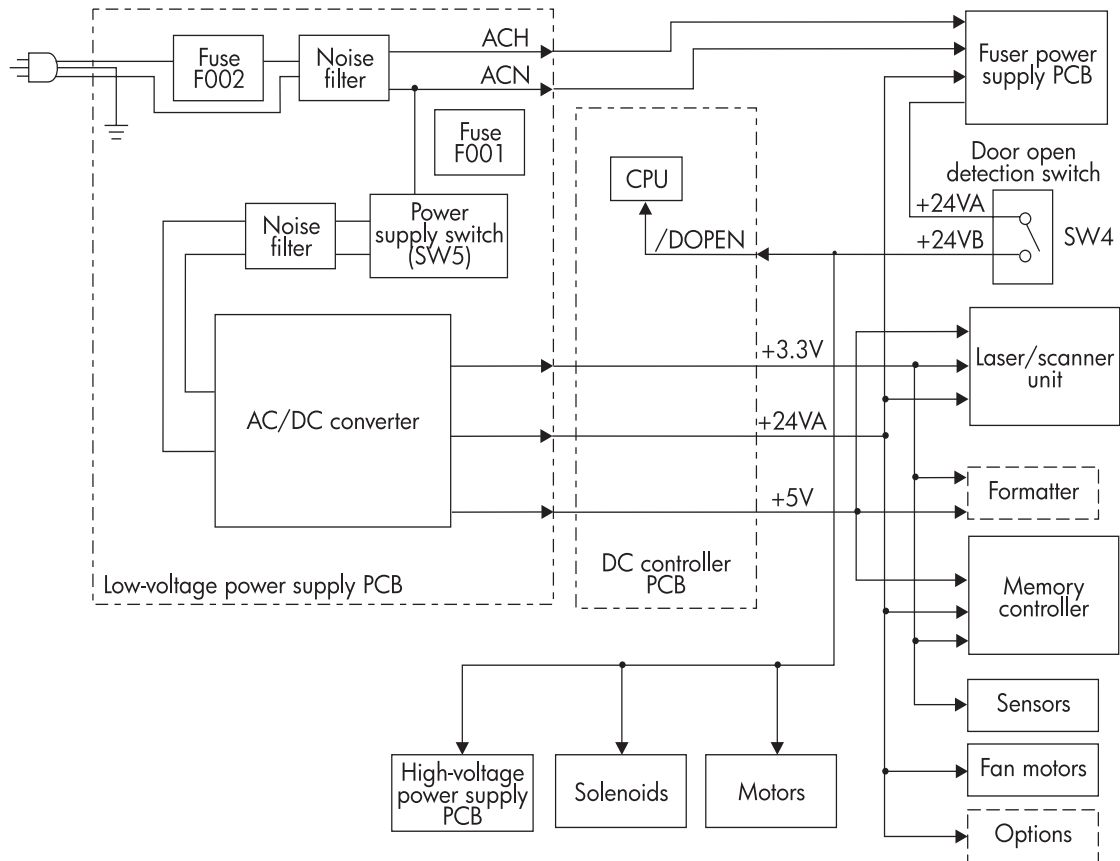 ACH
Fuse
F002
Noise
filter
ACN
Fuser power
supply PCB
Fuse
F001
Door open
detection switch
CPU
+24VA
Noise
filter
Power
supply switch
(SW5)
/DOPEN
+24VB
SW4
+3.3V
Laser/scanner
unit
AC/DC converter
+24VA
+5V
Formatter
Low-voltage power supply PCB
DC controller
PCB
Memory
controller
Sensors
High-voltage
power supply
PCB
Solenoids
Motors
Fan motors
Options